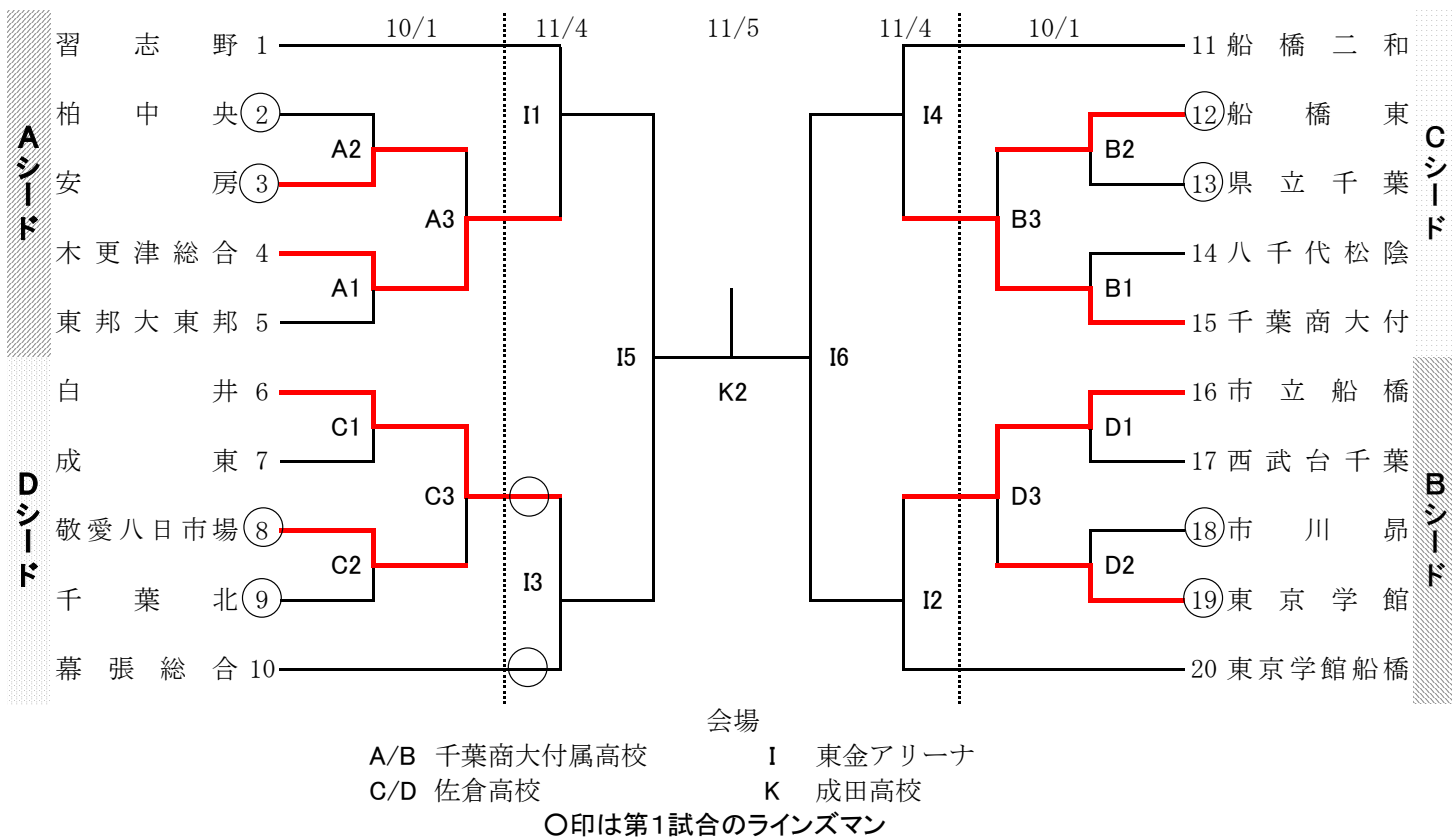 10/1 11/4 11/5 11/4 10/1
習志野 1
11 船橋二和
柏中央 ②
I1
I4
⑫ 船橋東
A2
B2
安房 ③
⑬ 県立千葉
Aシード
Cシード
A3
B3
木更津総合 4
14 八千代松陰
A1
B1
東邦大東邦 5
15 千葉商大付
I5
I6
K2
白井 6
16 市立船橋
C1
D1
成東 7
17 西武台千葉
Dシード
Bシード
C3
D3
敬愛八日市場 ⑧
⑱ 市川昴
C2
I3
I2
D2
千葉北 ⑨
⑲ 東京学館
幕張総合 10
20 東京学館船橋
会場
A/B 千葉商大付属高校 I 東金アリーナ
C/D 佐倉高校 K 成田高校
〇印は第1試合のラインズマン